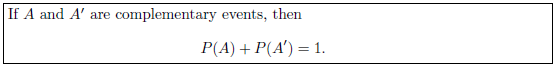 If A and A′ are complementary events, then
P(A) + P(A′) = 1.